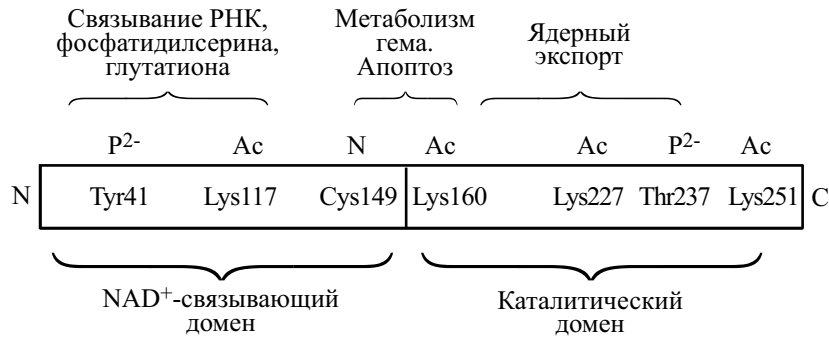 Связывание РНК,
фосфатидилсерина,
глутатиона
Метаболизм
гема.
Апоптоз
Ядерный
экспорт
P2- Ac N Ac Ac P2- Ac
N Tyr41 Lys117 Cys149 Lys160 Lys227 Thr237 Lys251 C
NAD+-связывающий
домен
Каталитический
домен